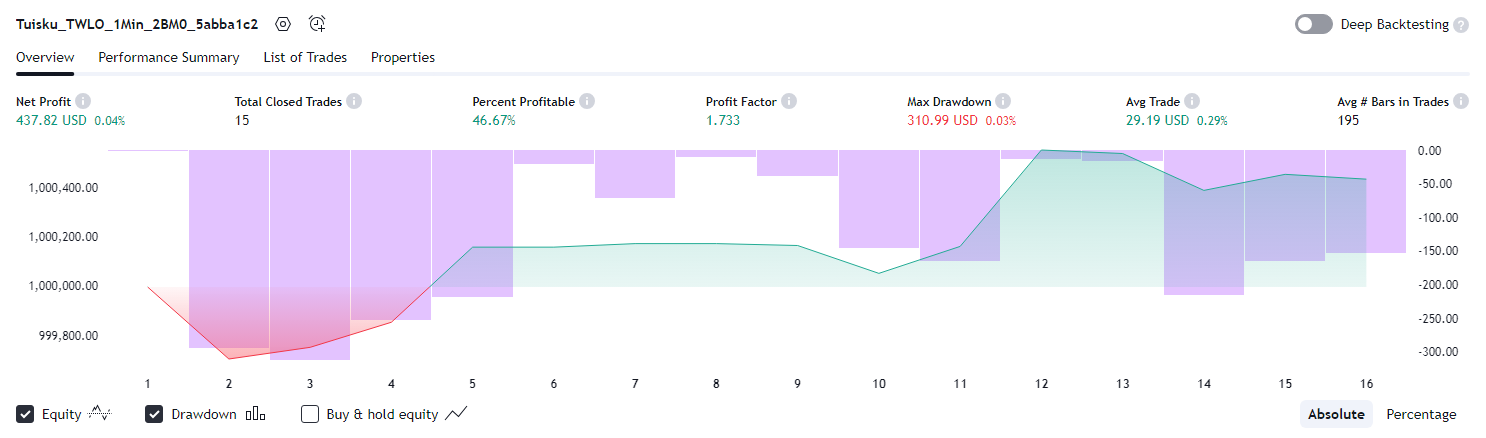 Tuisku_TWLO_1Min_2BM0_5abba1c2 Deep Backtesting ?
Overview Performance Summary List of Trades Properties
Net Profit Total Closed Trades Percent Profitable Profit Factor Max Drawdown Avg Trade Avg # Bars in Trades
437.82 USD 0.04% 15 46.67% 1.733 310.99 USD 0.03% 29.19 USD 0.29% 195
0.00
1,000,400.00 -50.00
-100.00
1,000,200.00 -150.00
1,000,000.00 -200.00
-250.00
999,800.00 -300.00
1 2 3 4 5 6 7 8 9 10 11 12 13 14 15 16
Equity Drawdown Buy & hold equity Absolute Percentage